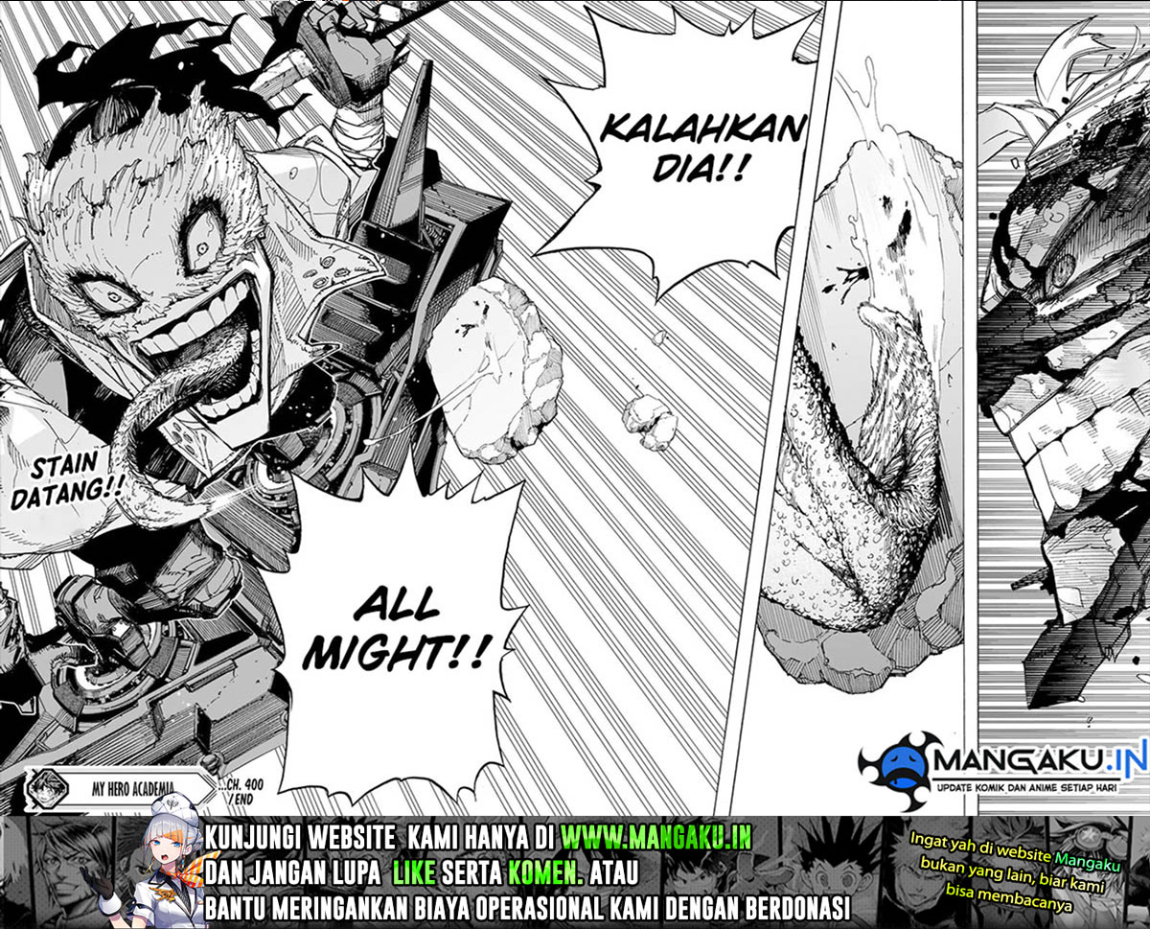 KALAHKAN
DIA!!
STAIN
DATANG!!
ALL
MIGHT!!
MY HERO ACADEMIA
CH. 400
/ END
MANGAKU.IN
UPDATE KOMIK DAN ANIME SETIAP HARI
KUNJUNGI WEBSITE KAMI HANYA DI WWW.MANGAKU.IN
DAN JANGAN LUPA LIKE SERTA KOMEN. ATAU
BANTU MERINGANKAN BIAYA OPERASIONAL KAMI DENGAN BERDONASI
Ingat yah di website Mangaku
bukan yang lain, biar kami
bisa membacanya